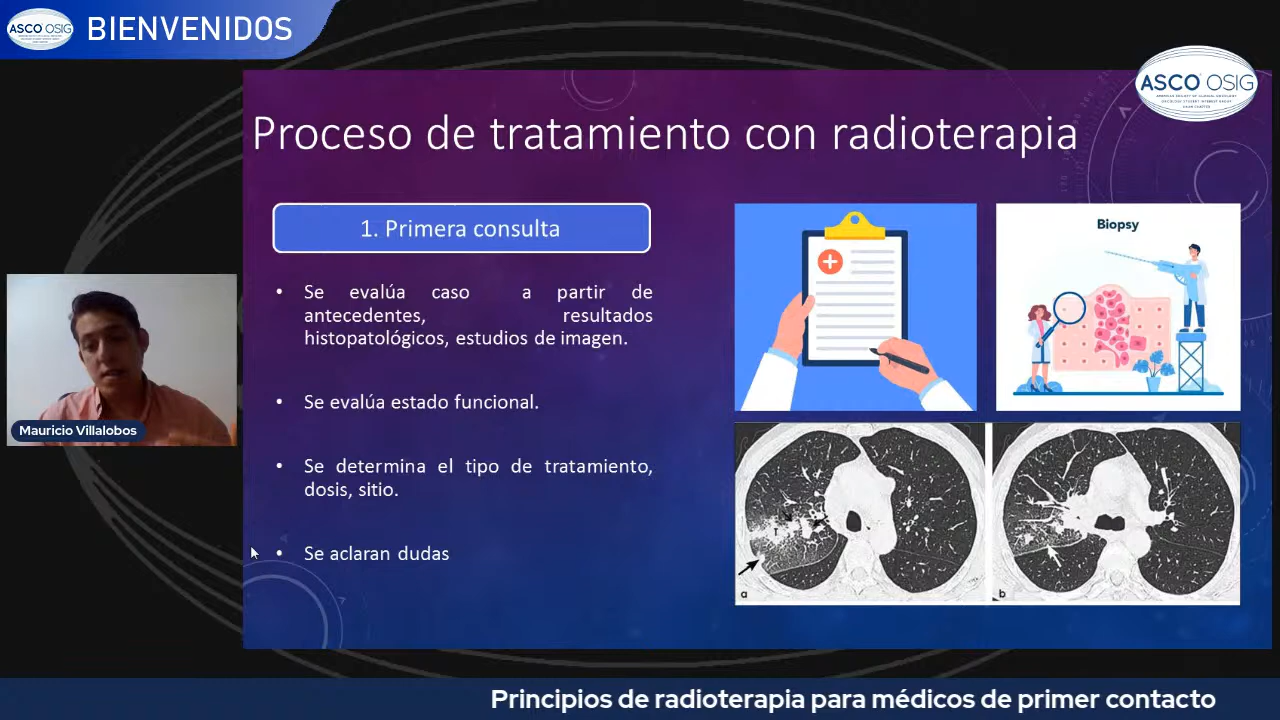 ASCO OSIG
BIENVENIDOS
ASCO OSIG
Proceso de tratamiento con radioterapia
1. Primera consulta
• Se evalúa caso a partir de
antecedentes, resultados
histopatológicos, estudios de imagen.
• Se evalúa estado funcional.
• Se determina el tipo de tratamiento,
dosis, sitio.
• Se aclaran dudas
Biopsy
a
b
Mauricio Villalobos
Principios de radioterapia para médicos de primer contacto